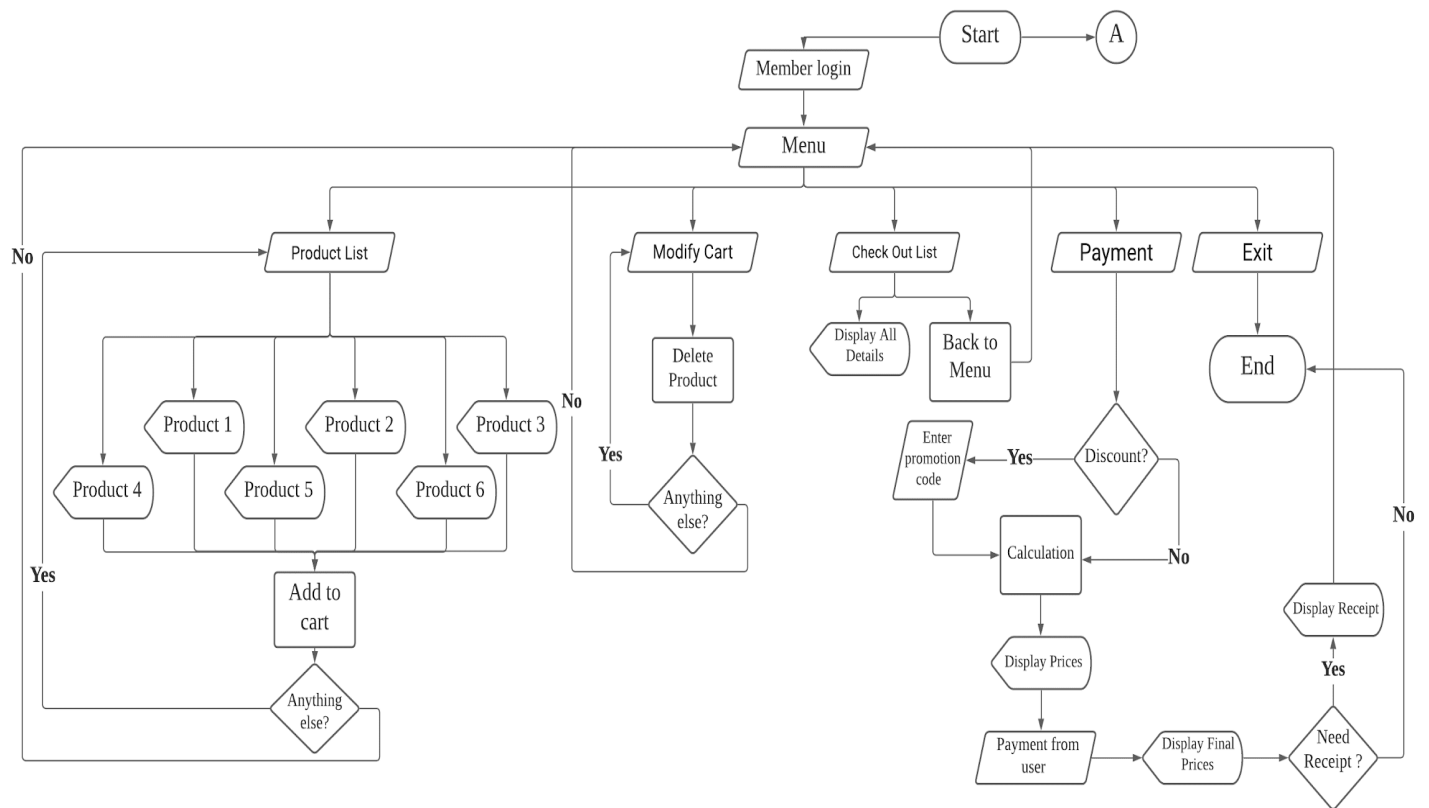 Start
A
Member login
Menu
No
Product List
Modify Cart
Check Out List
Payment
Exit
Display All
Details
Back to
Menu
Delete
Product
End
No
Product 1
Product 2
Product 3
Enter
promotion
code
Yes
Discount?
Yes
Product 4
Product 5
Product 6
Anything
else?
No
Calculation
No
Yes
Add to
cart
Display Receipt
Display Prices
Yes
Anything
else?
Payment from
user
Display Final
Prices
Need
Receipt ?